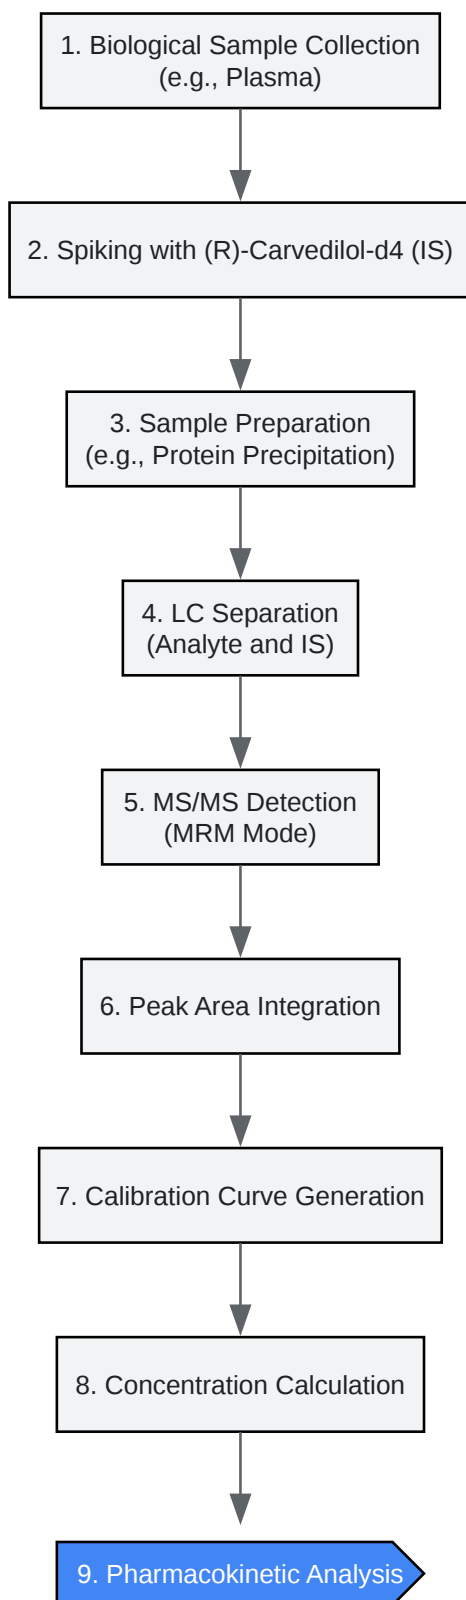 1. Biological Sample Collection
(e.g., Plasma)
2. Spiking with (R)-Carvedilol-d4 (IS)
3. Sample Preparation
(e.g., Protein Precipitation)
4. LC Separation
(Analyte and IS)
5. MS/MS Detection
(MRM Mode)
6. Peak Area Integration
7. Calibration Curve Generation
8. Concentration Calculation
9. Pharmacokinetic Analysis